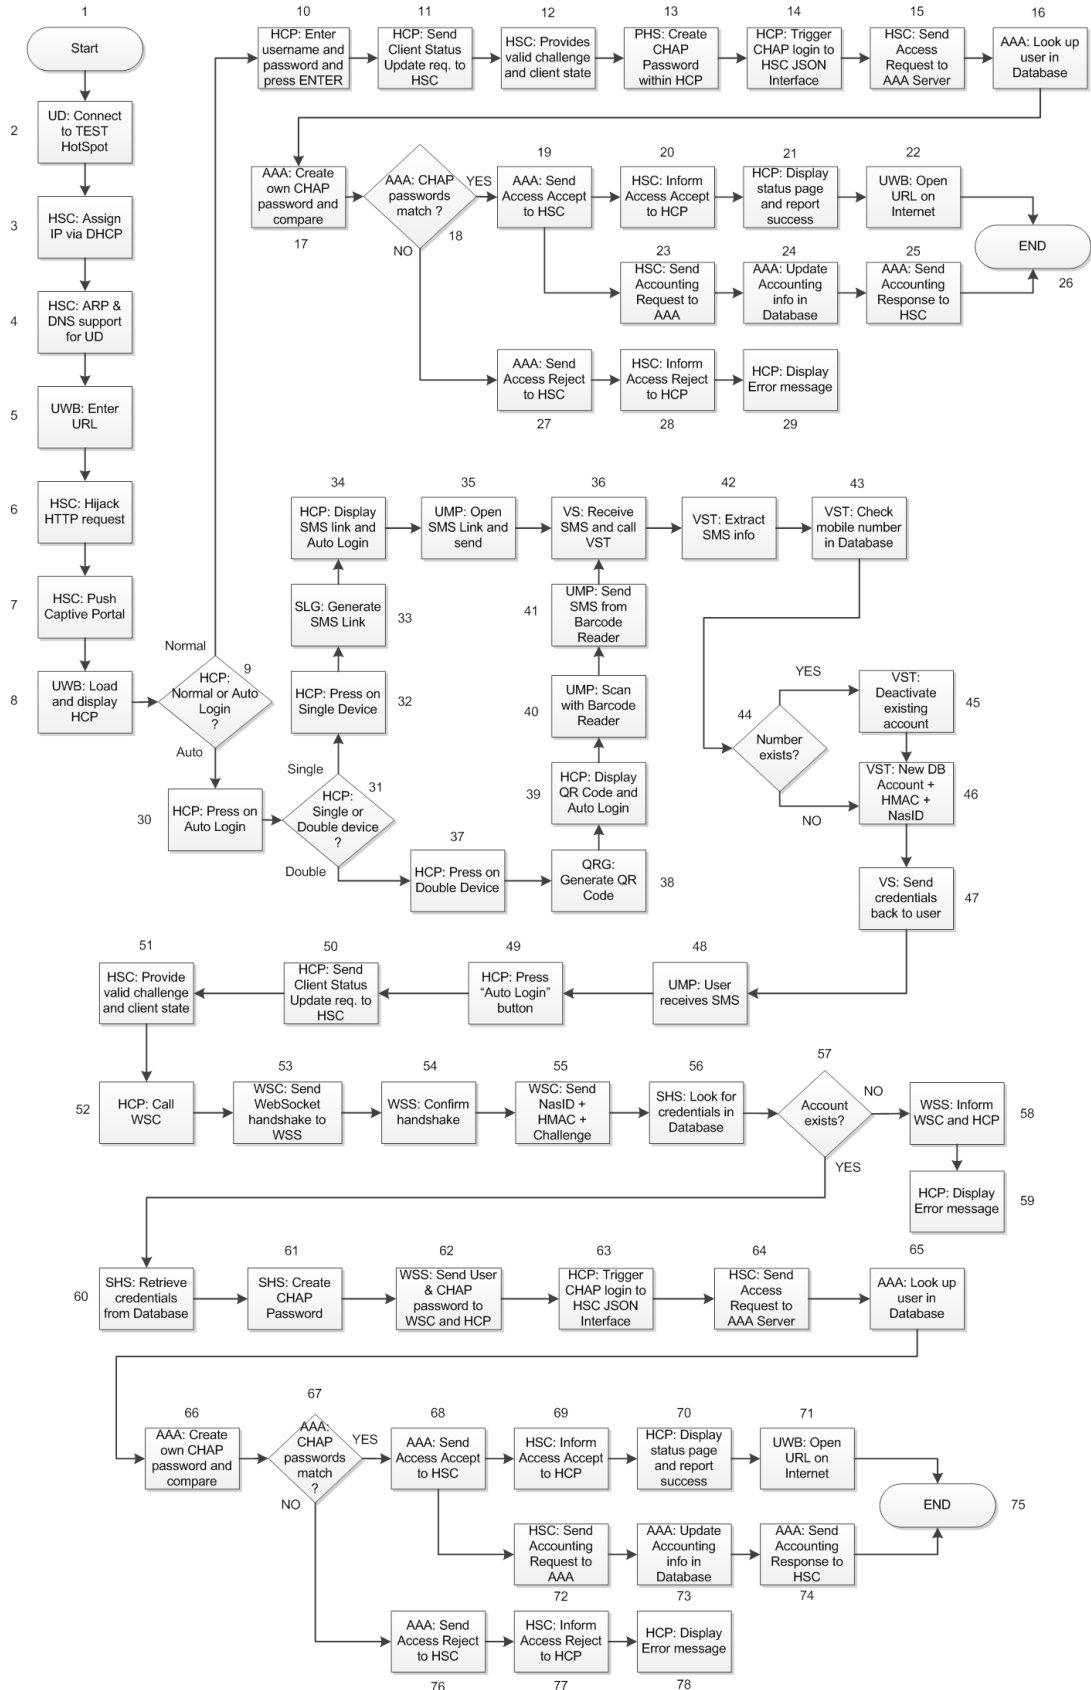 1
Start
2
UD: Connect
to TEST
HotSpot
3
HSC: Assign
IP via DHCP
4
HSC: ARP &
DNS support
for UD
5
UWB: Enter
URL
6
HSC: Hijack
HTTP request
7
HSC: Push
Captive Portal
8
UWB: Load
and display
HCP
Normal
9
HCP:
Normal or Auto
Login
?
Auto
10
HCP: Enter
username and
password and
press ENTER
11
HCP: Send
Client Status
Update req. to
HSC
12
HSC: Provides
valid challenge
and client state
13
PHS: Create
CHAP
Password
within HCP
14
HCP: Trigger
CHAP login to
HSC JSON
Interface
15
HSC: Send
Access
Request to
AAA Server
16
AAA: Look up
user in
Database
AAA: Create
own CHAP
password and
compare
17
AAA: CHAP
passwords
match ?
18
YES
NO
19
AAA: Send
Access Accept
to HSC
20
HSC: Inform
Access Accept
to HCP
21
HCP: Display
status page
and report
success
22
UWB: Open
URL on
Internet
23
HSC: Send
Accounting
Request to
AAA
24
AAA: Update
Accounting
info in
Database
25
AAA: Send
Accounting
Response to
HSC
END
26
AAA: Send
Access Reject
to HSC
27
HSC: Inform
Access Reject
to HCP
28
HCP: Display
Error message
29
30
HCP: Press on
Auto Login
Single
31
HCP:
Single or
Double device
?
Double
32
HCP: Press on
Single Device
33
SLG: Generate
SMS Link
34
HCP: Display
SMS link and
Auto Login
35
UMP: Open
SMS Link and
send
36
VS: Receive
SMS and call
VST
37
HCP: Press on
Double Device
QRG:
Generate QR
Code
38
39
HCP: Display
QR Code and
Auto Login
40
UMP: Scan
with Barcode
Reader
41
UMP: Send
SMS from
Barcode
Reader
42
VST: Extract
SMS info
43
VST: Check
mobile number
in Database
44
Number
exists?
YES
NO
VST:
Deactivate
existing
account
45
VST: New DB
Account +
HMAC +
NasID
46
VS: Send
credentials
back to user
47
48
UMP: User
receives SMS
49
HCP: Press
“Auto Login”
button
50
HCP: Send
Client Status
Update req. to
HSC
51
HSC: Provide
valid challenge
and client state
52
HCP: Call
WSC
53
WSC: Send
WebSocket
handshake to
WSS
54
WSS: Confirm
handshake
55
WSC: Send
NasID +
HMAC +
Challenge
56
SHS: Look for
credentials in
Database
57
Account
exists?
NO
YES
WSS: Inform
WSC and HCP
58
HCP: Display
Error message
59
60
SHS: Retrieve
credentials
from Database
61
SHS: Create
CHAP
Password
62
WSS: Send User
& CHAP
password to
WSC and HCP
63
HCP: Trigger
CHAP login to
HSC JSON
Interface
64
HSC: Send
Access
Request to
AAA Server
65
AAA: Look up
user in
Database
66
AAA: Create
own CHAP
password and
compare
67
AAA:
CHAP
passwords
match
?
YES
NO
68
AAA: Send
Access Accept
to HSC
69
HSC: Inform
Access Accept
to HCP
70
HCP: Display
status page
and report
success
71
UWB: Open
URL on
Internet
END
75
HSC: Send
Accounting
Request to
AAA
72
AAA: Update
Accounting
info in
Database
73
AAA: Send
Accounting
Response to
HSC
74
AAA: Send
Access Reject
to HSC
76
HSC: Inform
Access Reject
to HCP
77
HCP: Display
Error message
78